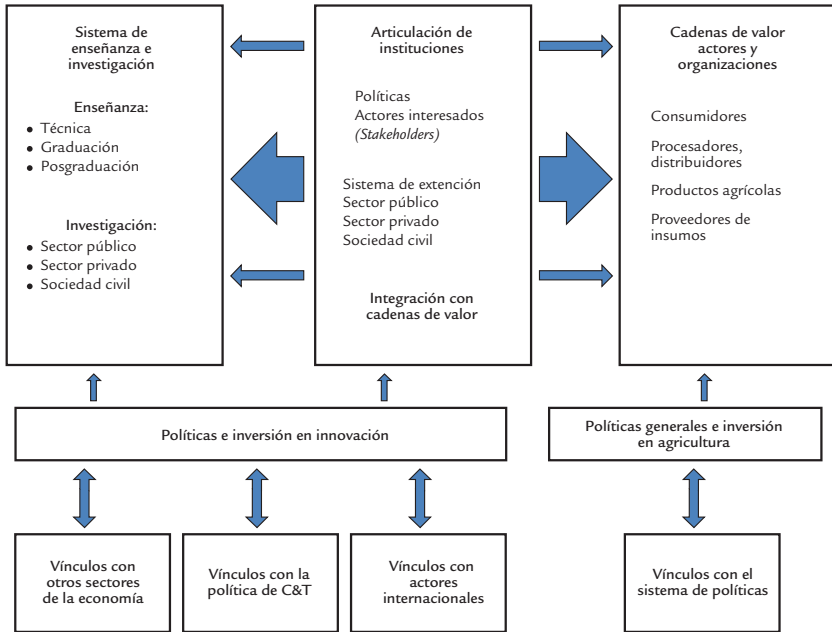 Sistema de
enseñanza e
investigación
Enseñanza:
• Técnica
• Graduación
• Posgraduación
Investigación:
• Sector público
• Sector privado
• Sociedad civil
Articulación de
instituciones
Políticas
Actores interesados
(Stakeholders)
Sistema de extención
Sector público
Sector privado
Sociedad civil
Integración con
cadenas de valor
Cadenas de valor
actores y
organizaciones
Consumidores
Procesadores,
distribuidores
Productos agrícolas
Proveedores de
insumos
Políticas e inversión en innovación
Políticas generales e inversión
en agricultura
Vínculos con
otros sectores
de la economía
Vínculos con la
política de C&T
Vínculos con
actores
internacionales
Vínculos con el
sistema de políticas